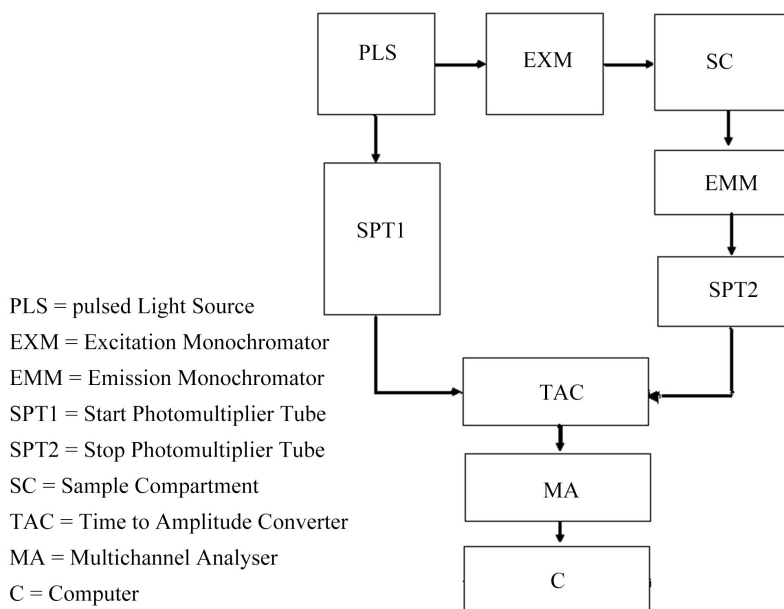 PLS
EXM
SC
EMM
SPT1
SPT2
PLS = pulsed Light Source
EXM = Excitation Monochromator
EMM = Emission Monochromator
SPT1 = Start Photomultiplier Tube
SPT2 = Stop Photomultiplier Tube
SC = Sample Compartment
TAC = Time to Amplitude Converter
MA = Multichannel Analyser
C = Computer
TAC
MA
C